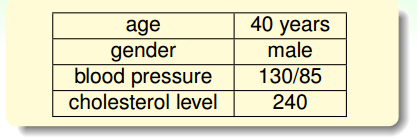 age 40 years
gender male
blood pressure 130/85
cholesterol level 240